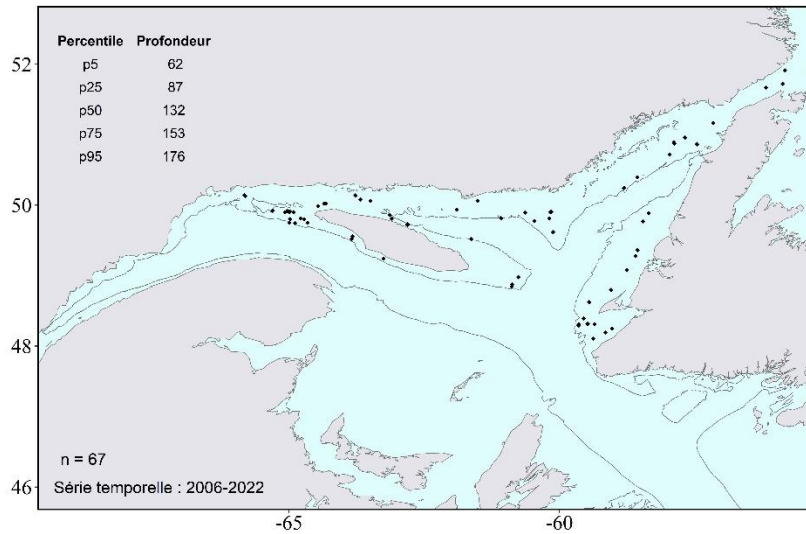 Percentile Profondeur
p5 62
p25 87
p50 132
p75 153
p95 176
52
50
48
46
n = 67
Série temporelle : 2006-2022
-65 -60